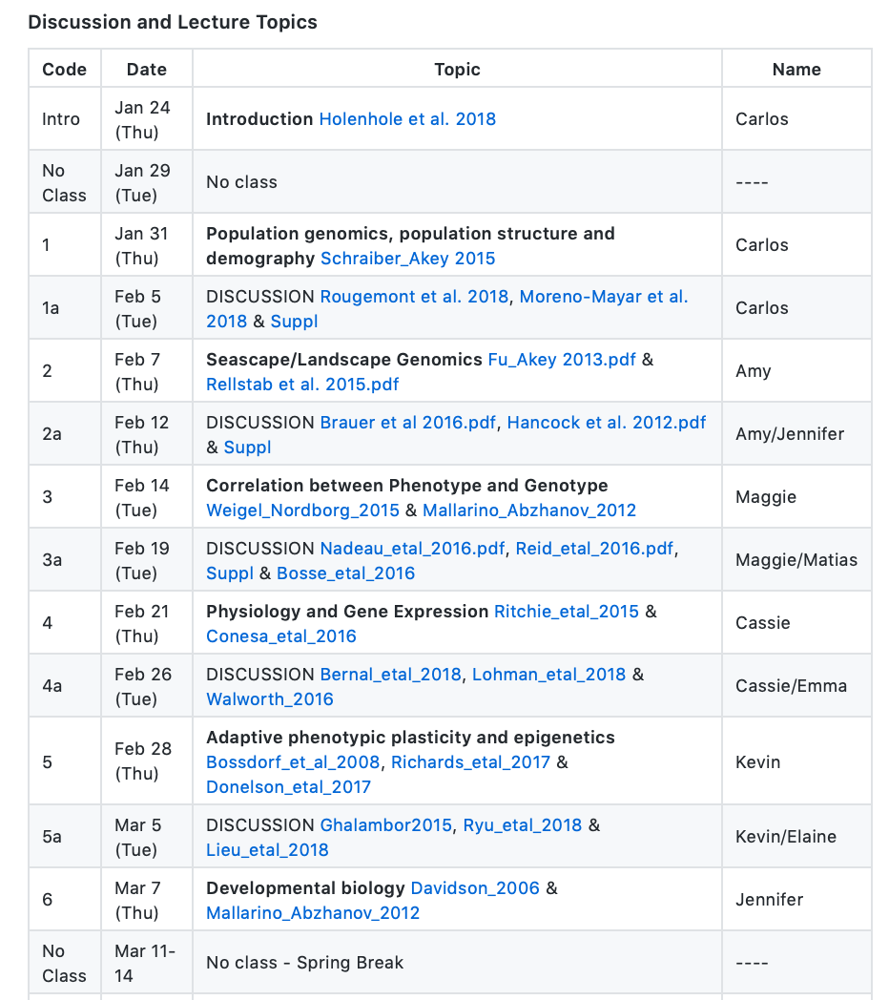 Discussion and Lecture Topics
Code Date Topic Name
Intro Jan 24 (Thu) Introduction Holenhole et al. 2018 Carlos
No Class Jan 29 (Tue) No class ----
1 Jan 31 (Thu) Population genomics, population structure and demography Schraiber_Akey 2015 Carlos
1a Feb 5 (Tue) DISCUSSION Rougemont et al. 2018, Moreno-Mayar et al. 2018 & Suppl Carlos
2 Feb 7 (Thu) Seascape/Landscape Genomics Fu_Akey 2013.pdf & Rellstab et al. 2015.pdf Amy
2a Feb 12 (Thu) DISCUSSION Brauer et al 2016.pdf, Hancock et al. 2012.pdf & Suppl Amy/Jennifer
3 Feb 14 (Tue) Correlation between Phenotype and Genotype Weigel_Nordborg_2015 & Mallarino_Abzhanov_2012 Maggie
3a Feb 19 (Tue) DISCUSSION Nadeau_etal_2016.pdf, Reid_etal_2016.pdf, Suppl & Bosse_etal_2016 Maggie/Matias
4 Feb 21 (Thu) Physiology and Gene Expression Ritchie_etal_2015 & Conesa_etal_2016 Cassie
4a Feb 26 (Tue) DISCUSSION Bernal_etal_2018, Lohman_etal_2018 & Walworth_2016 Cassie/Emma
5 Feb 28 (Thu) Adaptive phenotypic plasticity and epigenetics Bossdorf_et_al_2008, Richards_etal_2017 & Donelson_etal_2017 Kevin
5a Mar 5 (Tue) DISCUSSION Ghalambor2015, Ryu_etal_2018 & Lieu_etal_2018 Kevin/Elaine
6 Mar 7 (Thu) Developmental biology Davidson_2006 & Mallarino_Abzhanov_2012 Jennifer
No Class Mar 11-14 No class - Spring Break ----